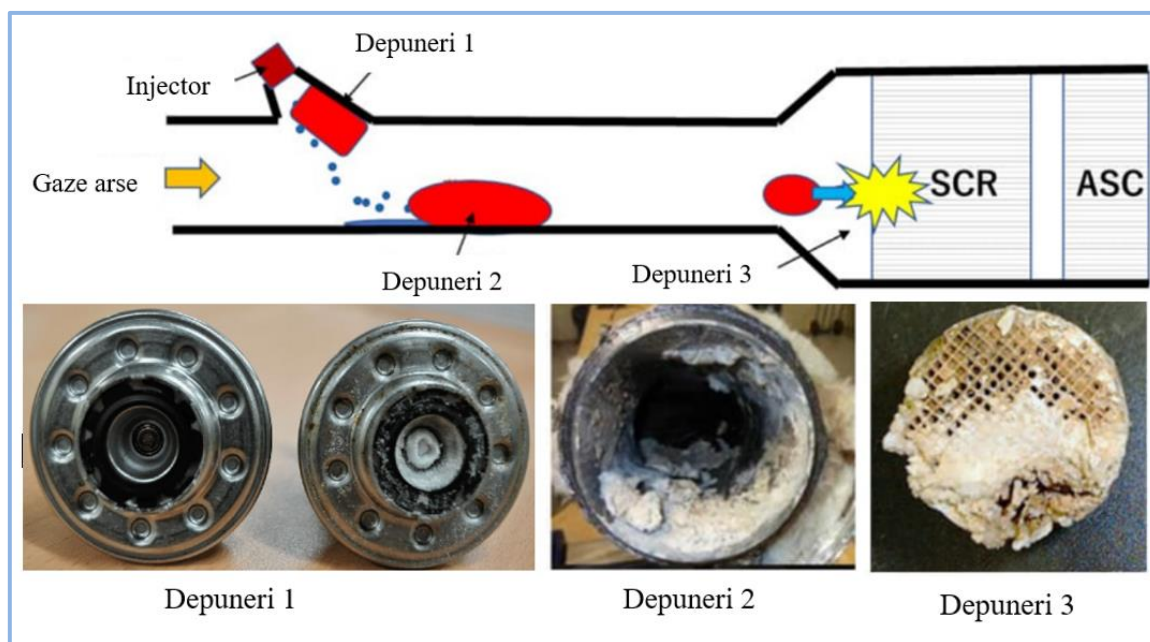 Depuneri 1
Injector
Gaze arse
SCR
ASC
Depuneri 2
Depuneri 3
Depuneri 1
Depuneri 2
Depuneri 3